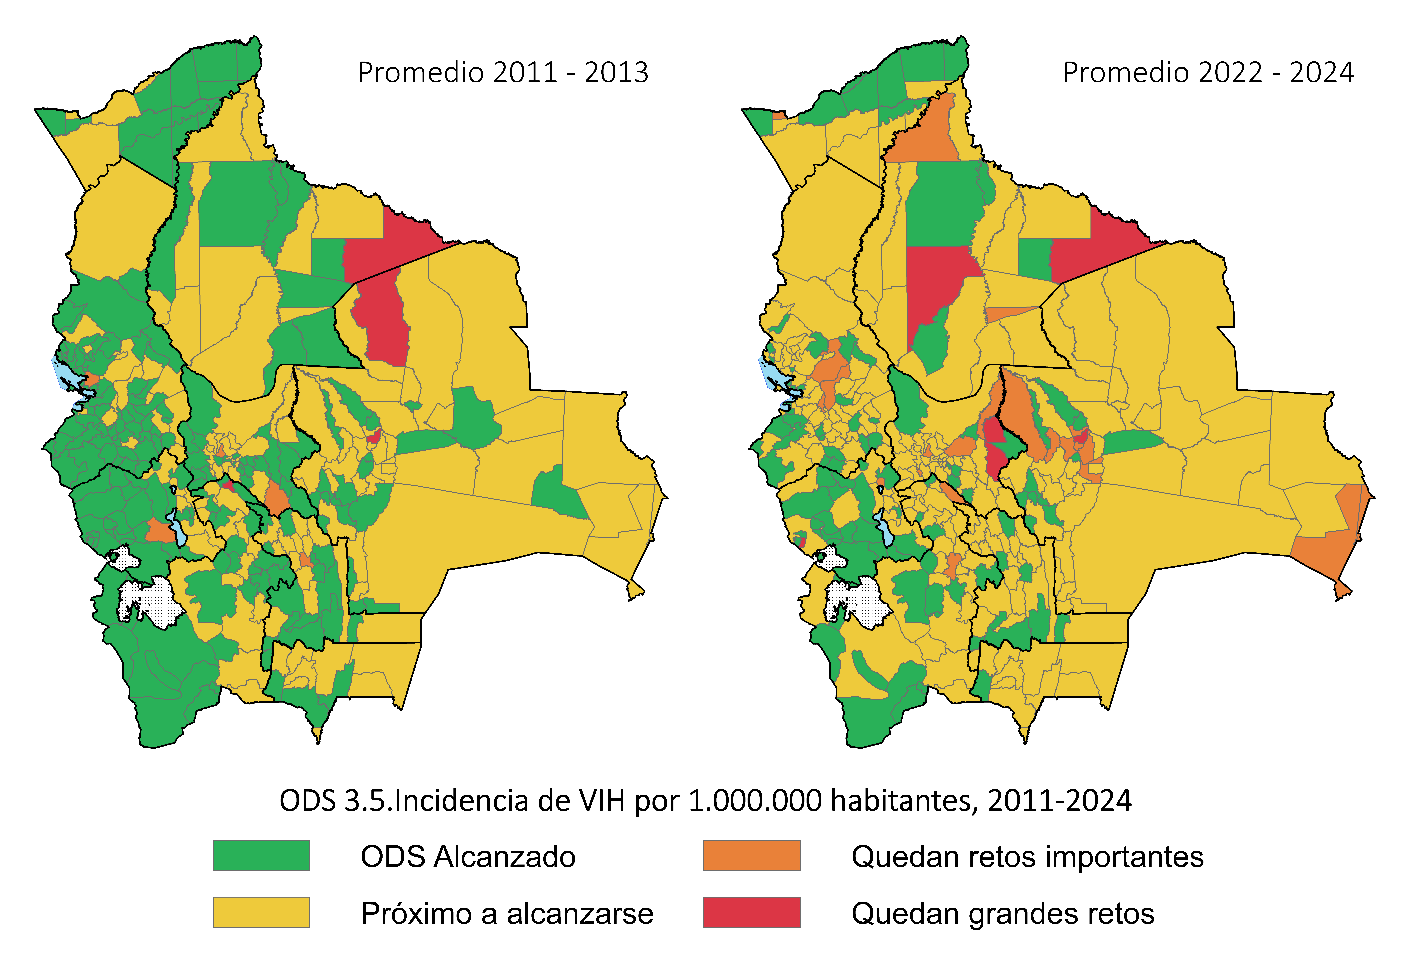 Promedio 2011 - 2013
Promedio 2022 - 2024
ODS 3.5.Incidencia de VIH por 1.000.000 habitantes, 2011-2024
ODS Alcanzado
Quedan retos importantes
Próximo a alcanzarse
Quedan grandes retos